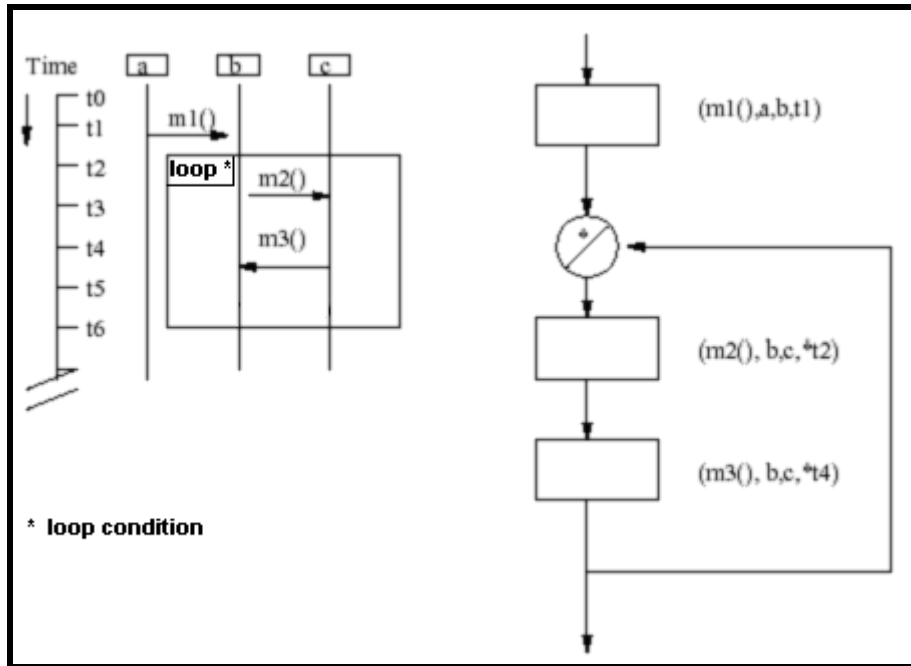 Time
a
b
c
t0
t1
t2
t3
t4
t5
t6
m1()
loop *
m2()
m3()
* loop condition
(m1(),a,b,t1)
*
(m2(), b,c,*t2)
(m3(), b,c,*t4)